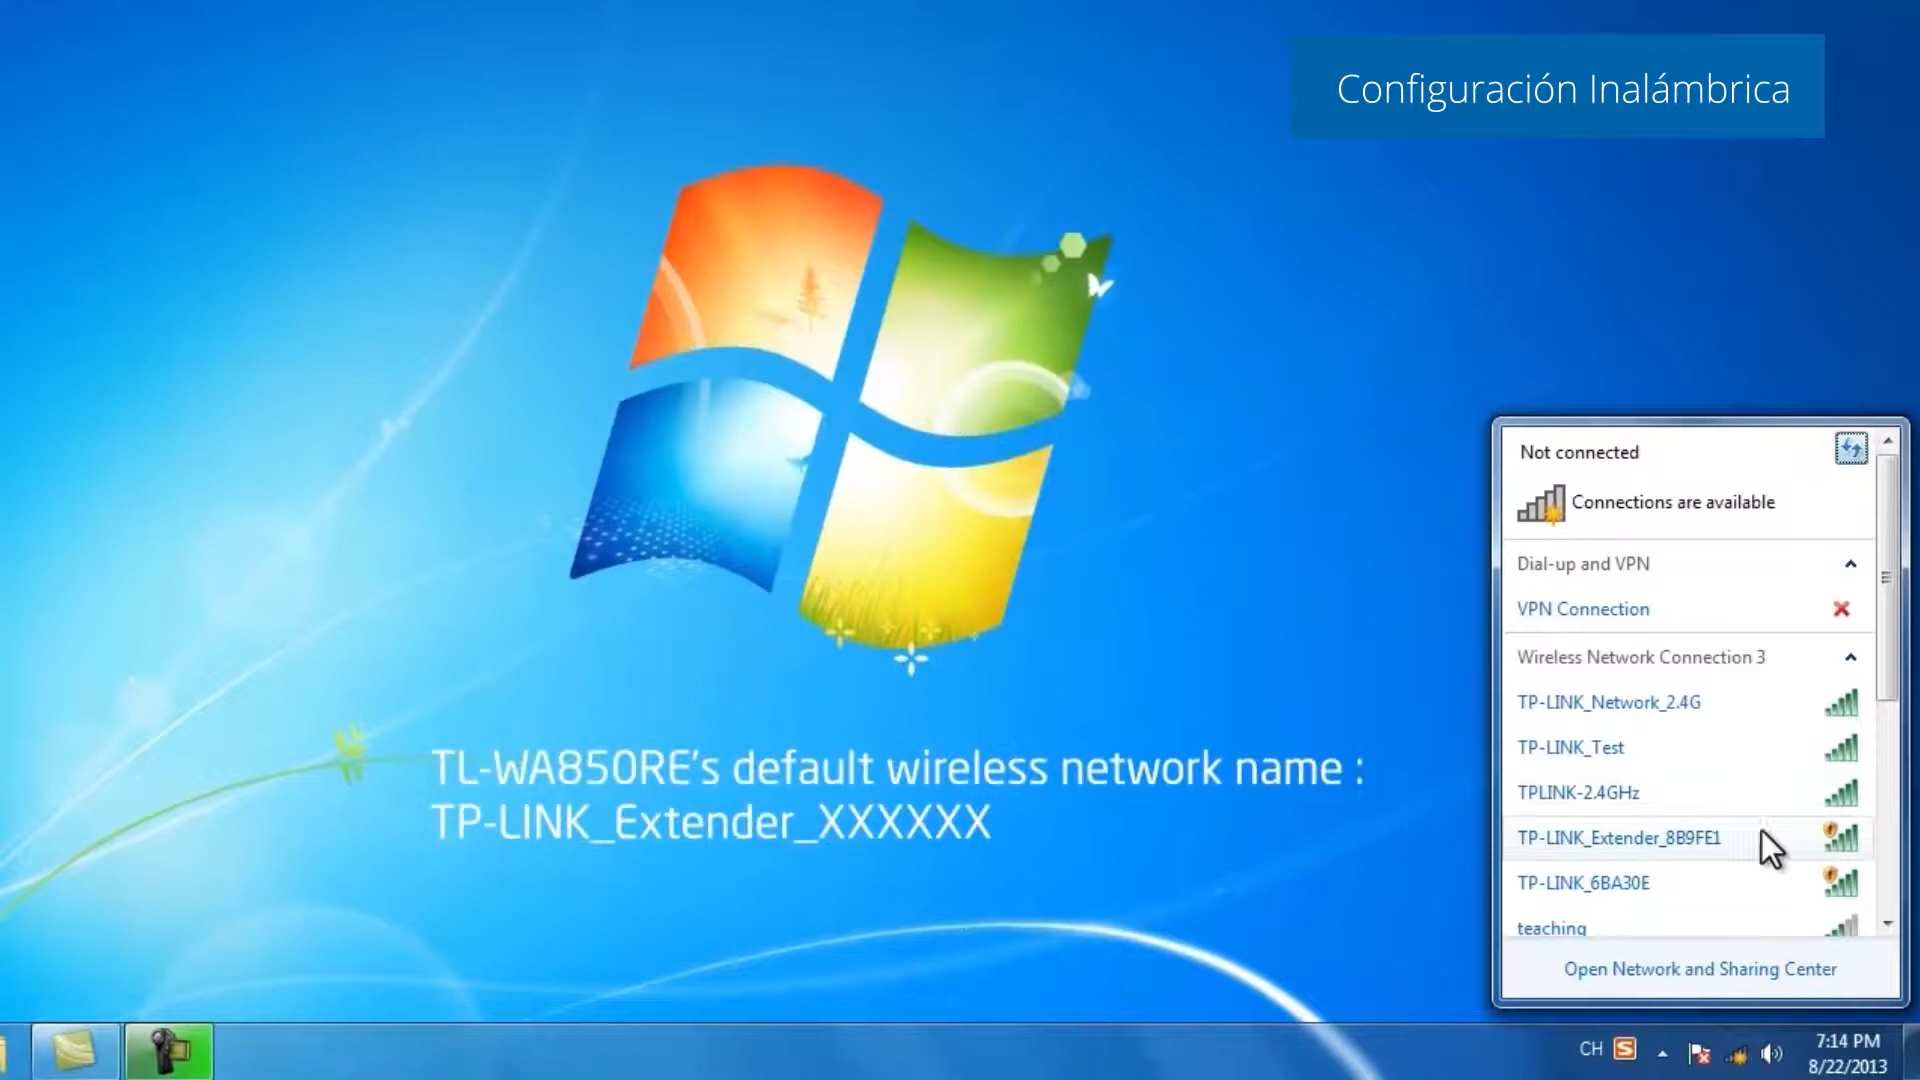 Configuración Inalámbrica
Not connected
Connections are available
Dial-up and VPN
VPN Connection
Wireless Network Connection 3
TP-LINK_Network_2.4G
TP-LINK_Test
TPLINK-2.4GHz
TP-LINK_Extender_8B9FE1
TP-LINK_6BA30E
teaching
Open Network and Sharing Center
TL-WA850RE's default wireless network name :
TP-LINK_Extender_XXXXXX
CH S
7:14 PM
8/22/2013